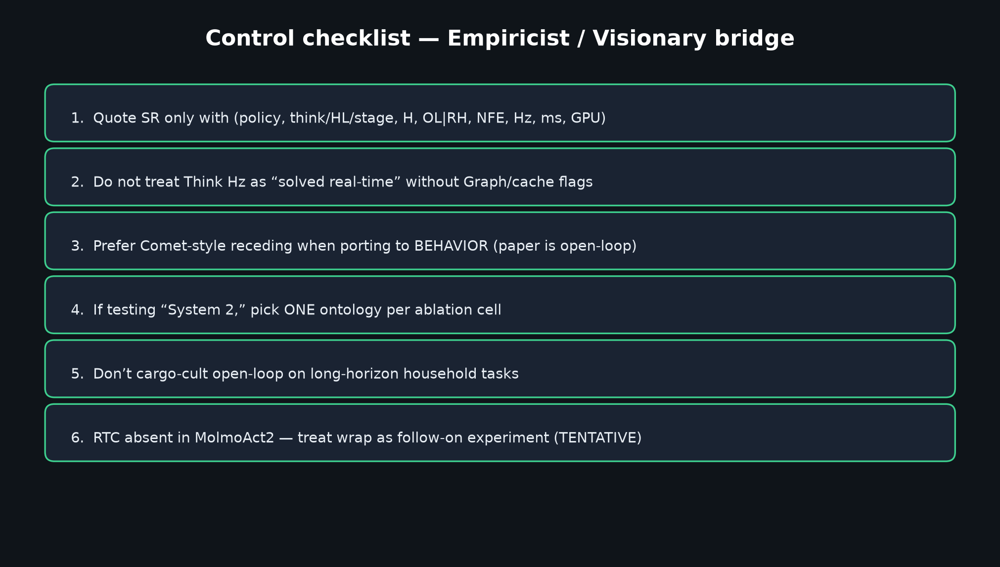 Control checklist — Empiricist / Visionary bridge
1. Quote SR only with (policy, think/HL/stage, H, OL|RH, NFE, Hz, ms, GPU)
2. Do not treat Think Hz as “solved real-time” without Graph/cache flags
3. Prefer Comet-style receding when porting to BEHAVIOR (paper is open-loop)
4. If testing “System 2,” pick ONE ontology per ablation cell
5. Don’t cargo-cult open-loop on long-horizon household tasks
6. RTC absent in MolmoAct2 — treat wrap as follow-on experiment (TENTATIVE)